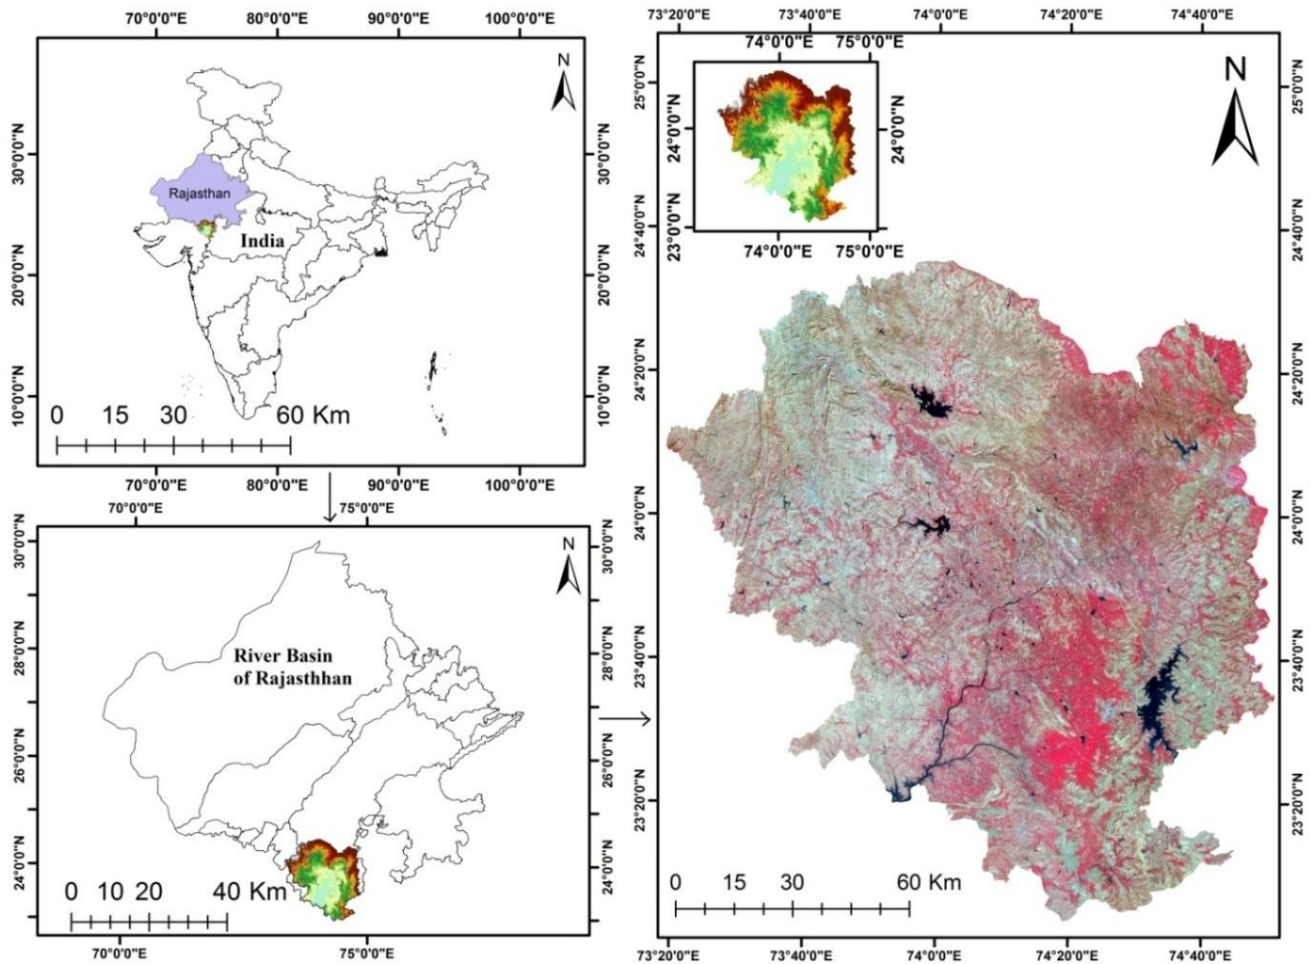 70°0'0"E 80°0'0"E 90°0'0"E 100°0'0"E
N
30°0'0"N
20°0'0"N
10°0'0"N
30°0'0"N
20°0'0"N
10°0'0"N
Rajasthan
India
0 15 30 60 Km
70°0'0"E 80°0'0"E 90°0'0"E 100°0'0"E
70°0'0"E 75°0'0"E
N
30°0'0"N
28°0'0"N
26°0'0"N
24°0'0"N
30°0'0"N
28°0'0"N
26°0'0"N
24°0'0"N
River Basin
of Rajasthhan
0 10 20 40 Km
70°0'0"E 75°0'0"E
73°20'0"E 73°40'0"E 74°0'0"E 74°20'0"E 74°40'0"E
74°0'0"E 75°0'0"E
24°0'0"N
23°0'0"N
24°0'0"N
74°0'0"E 75°0'0"E
N
25°0'0"N
24°40'0"N
24°20'0"N
24°0'0"N
23°40'0"N
23°20'0"N
25°0'0"N
24°40'0"N
24°20'0"N
24°0'0"N
23°40'0"N
23°20'0"N
0 15 30 60 Km
73°20'0"E 73°40'0"E 74°0'0"E 74°20'0"E 74°40'0"E